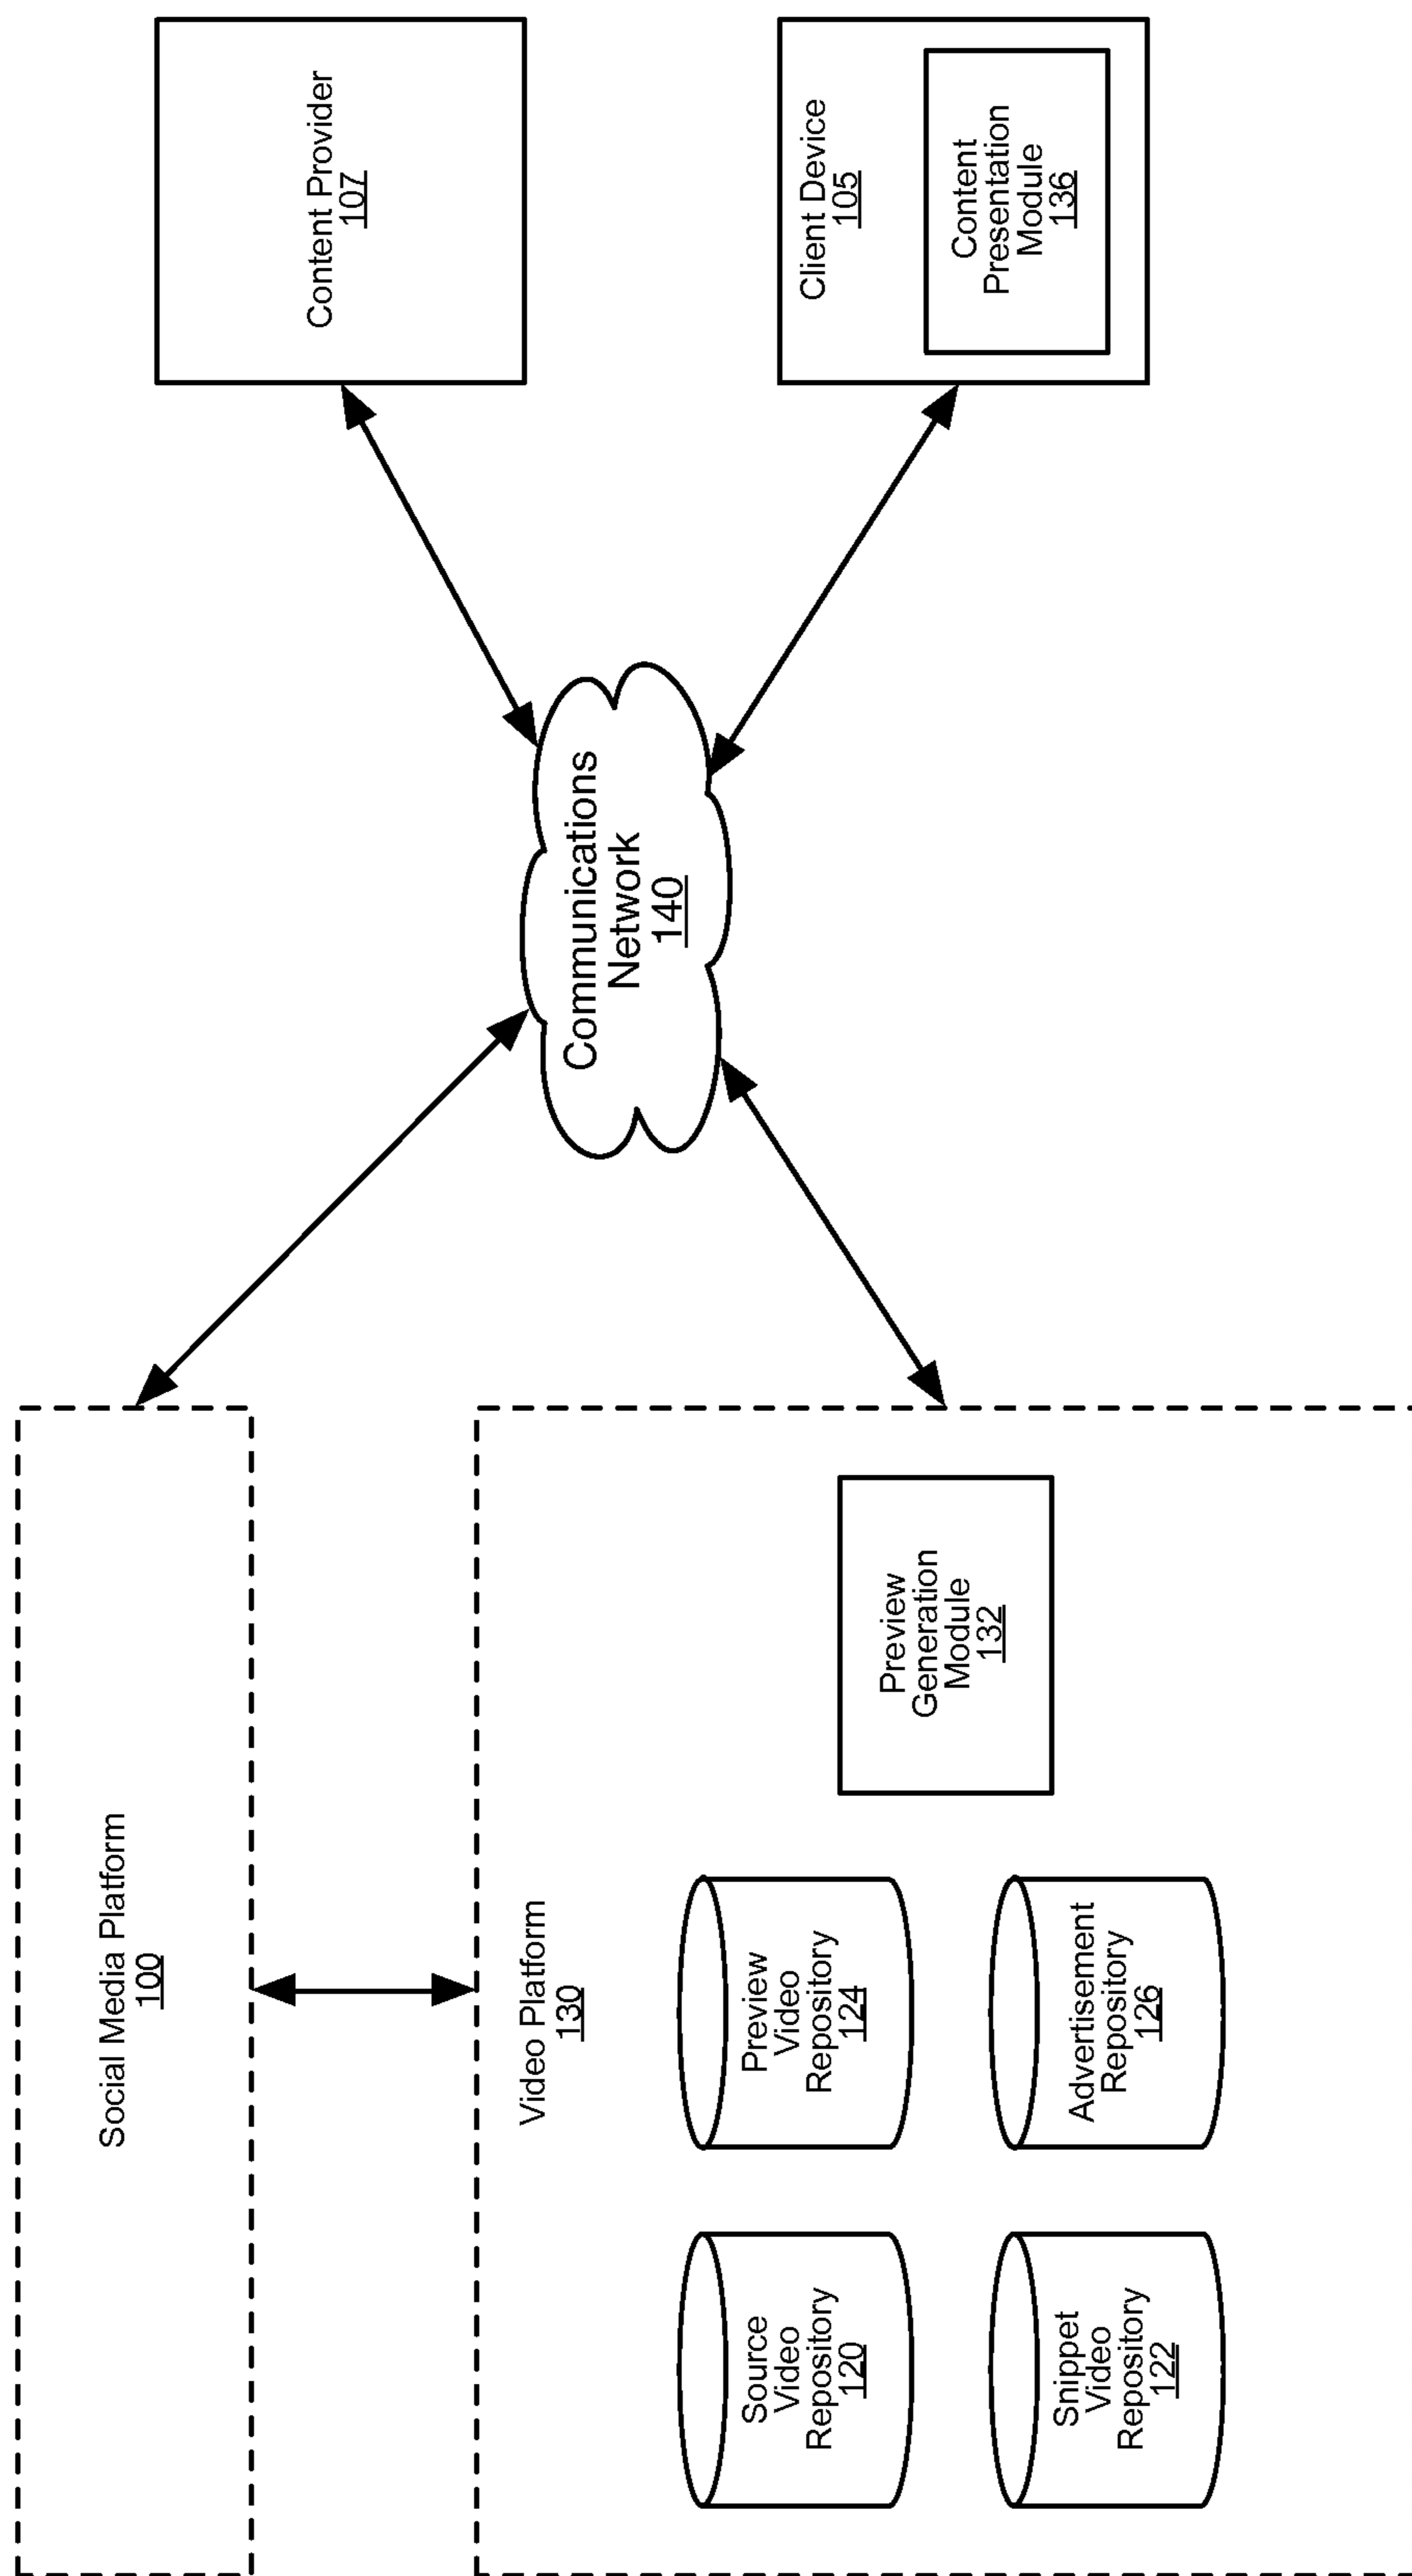 Social Media Platform
100
Video Platform
130
Source
Video
Repository
120
Preview
Video
Repository
124
Snippet
Video
Repository
122
Advertisement
Repository
126
Preview
Generation
Module
132
Communications
Network
140
Content Provider
107
Client Device
105
Content
Presentation
Module
136